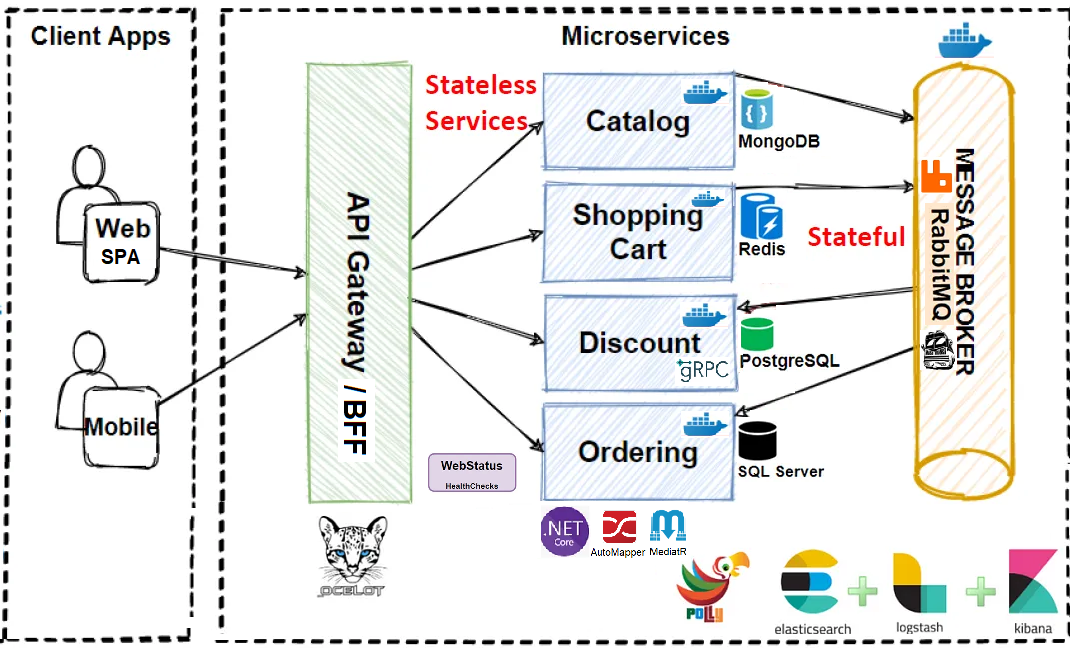 Client Apps
Microservices
Web
SPA
Mobile
API Gateway / BFF
Stateless
Services
Catalog
MongoDB
Shopping
Cart
Redis
Stateful
Discount
gRPC
PostgreSQL
Ordering
SQL Server
MESSAGE BROKER
RabbitMQ
WebStatus
HealthChecks
OCELOT
.NET
Core
AutoMapper
MediatR
POLLY
elasticsearch
logstash
kibana